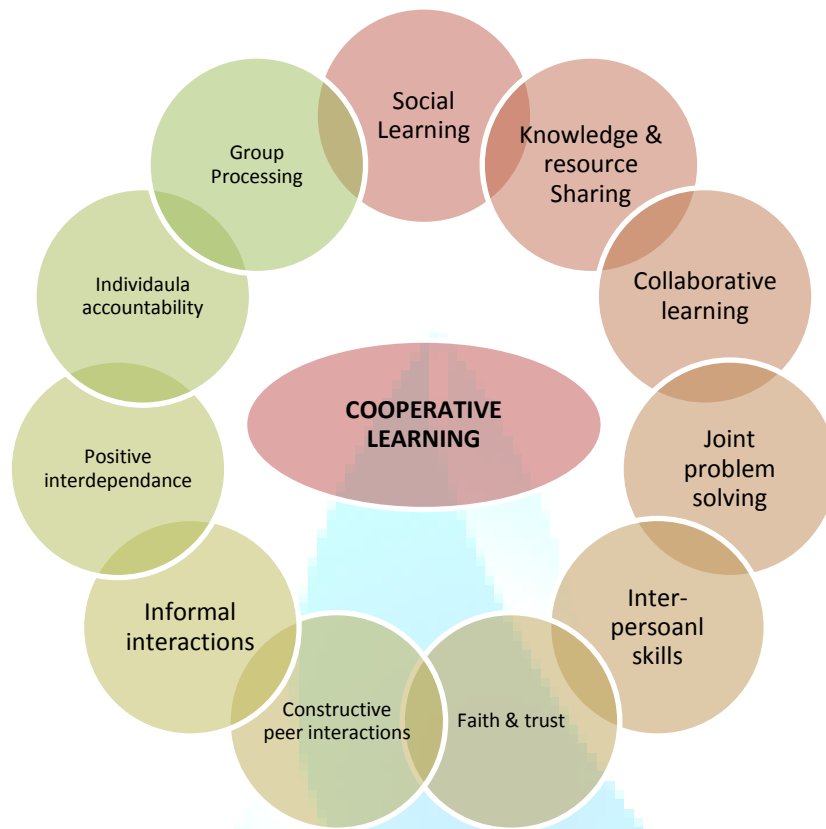 Social
Learning
Knowledge &
resource
Sharing
Collaborative
learning
Joint
problem
solving
Inter-
persoanl
skills
Faith & trust
Constructive
peer interactions
Informal
interactions
Positive
interdependance
Individaula
accountability
Group
Processing
COOPERATIVE
LEARNING